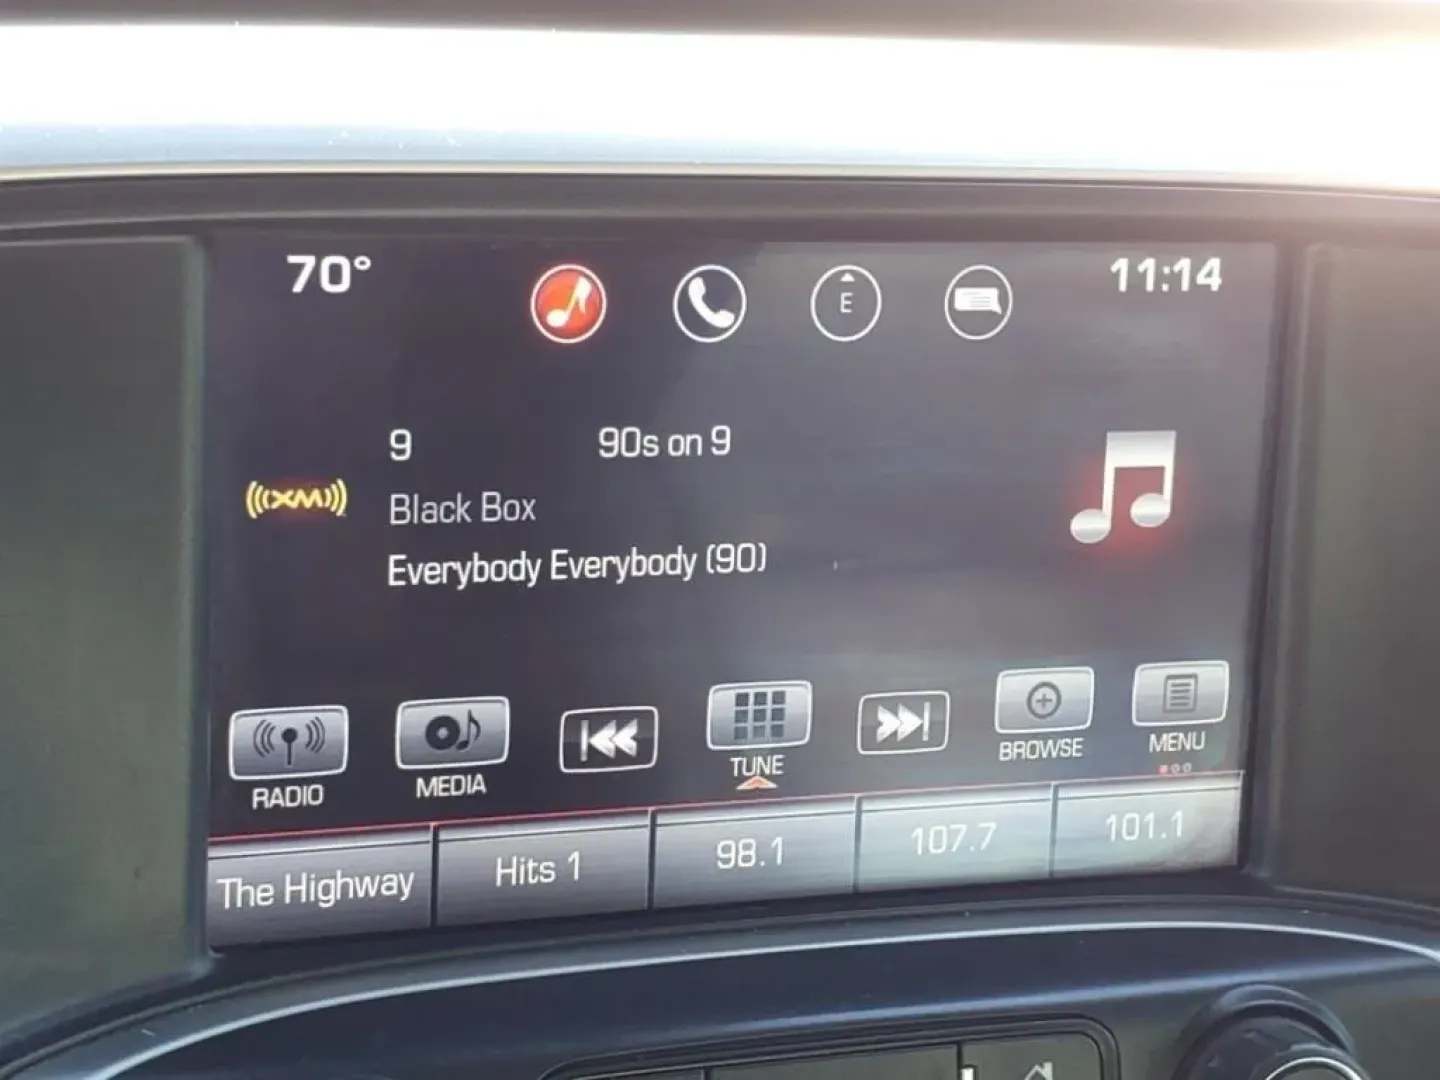 70° E 11:14
9 90s on 9
((XM))
Black Box
Everybody Everybody (90)
RADIO MEDIA TUNE BROWSE MENU
The Highway Hits 1 98.1 107.7 101.1